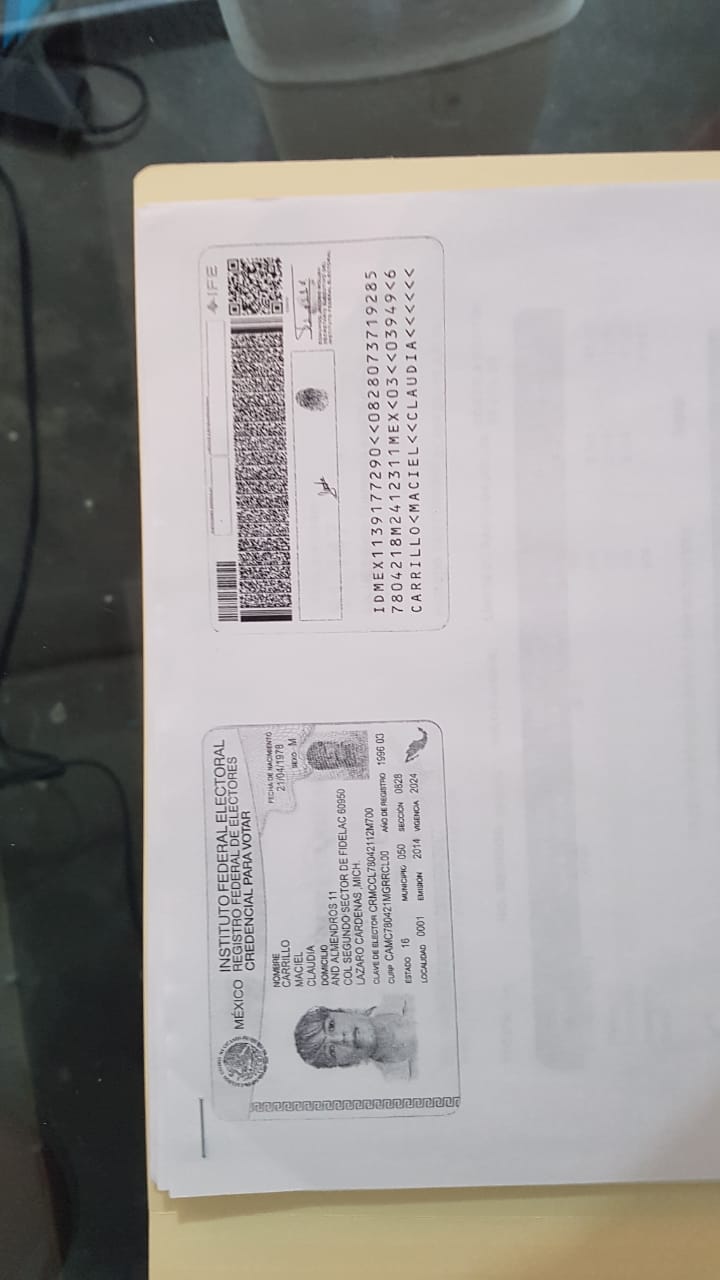 MÉXICO INSTITUTO FEDERAL ELECTORAL
REGISTRO FEDERAL DE ELECTORES
CREDENCIAL PARA VOTAR
NOMBRE
CARRILLO
MACIEL
CLAUDIA
FECHA DE NACIMIENTO
21/04/1978
SEXO M
DOMICILIO
AND ALMENDROS 11
COL SEGUNDO SECTOR DE FIDELAC 60950
LAZARO CARDENAS ,MICH.
CLAVE DE ELECTOR CRMCCL78042112M700
CURP CAMC780421MGRRCL00 AÑO DE REGISTRO 1996 03
ESTADO 16 MUNICIPIO 050 SECCIÓN 0828
LOCALIDAD 0001 EMISIÓN 2014 VIGENCIA 2024
IFE
IDMEX1139177290<<0828073719285
7804218M2412311MEX<03<<03949<6
CARRILLO<MACIEL<<CLAUDIA<<<<<<